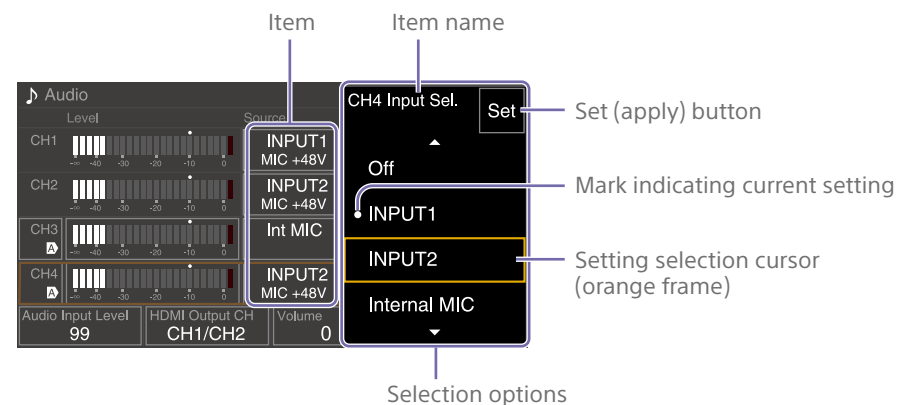 Item
Item name
♪ Audio
Level
Source
CH1
-∞ -40 -30 -20 -10 0
INPUT1
MIC +48V
CH2
-∞ -40 -30 -20 -10 0
INPUT2
MIC +48V
CH3
A
-∞ -40 -30 -20 -10 0
Int MIC
CH4
A
-∞ -40 -30 -20 -10 0
INPUT2
MIC +48V
Audio Input Level
99
HDMI Output CH
CH1/CH2
Volume
0
CH4 Input Sel.
Set
Off
INPUT1
INPUT2
Internal MIC
Set (apply) button
Mark indicating current setting
Setting selection cursor
(orange frame)
Selection options